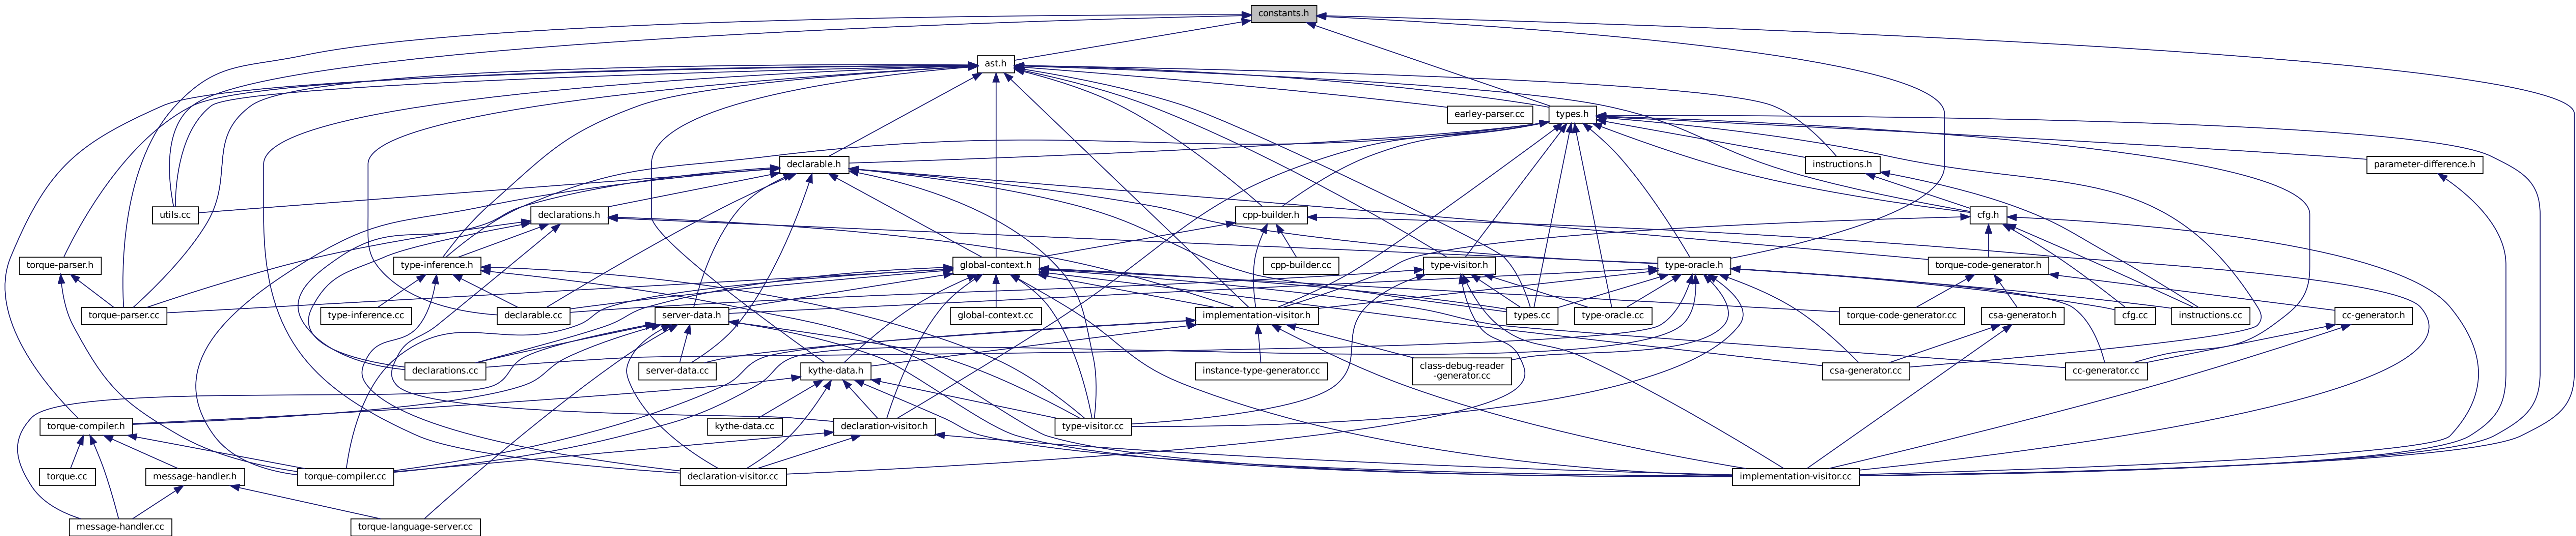 constants.h
ast.h
earley-parser.cc
types.h
declarable.h
instructions.h
parameter-difference.h
utils.cc
declarations.h
cpp-builder.h
cfg.h
torque-parser.h
type-inference.h
global-context.h
cpp-builder.cc
type-visitor.h
type-oracle.h
torque-code-generator.h
torque-parser.cc
type-inference.cc
declarable.cc
server-data.h
global-context.cc
implementation-visitor.h
types.cc
type-oracle.cc
torque-code-generator.cc
csa-generator.h
cfg.cc
instructions.cc
cc-generator.h
declarations.cc
server-data.cc
kythe-data.h
instance-type-generator.cc
class-debug-reader
-generator.cc
csa-generator.cc
cc-generator.cc
torque-compiler.h
kythe-data.cc
declaration-visitor.h
type-visitor.cc
torque.cc
message-handler.h
torque-compiler.cc
declaration-visitor.cc
implementation-visitor.cc
message-handler.cc
torque-language-server.cc